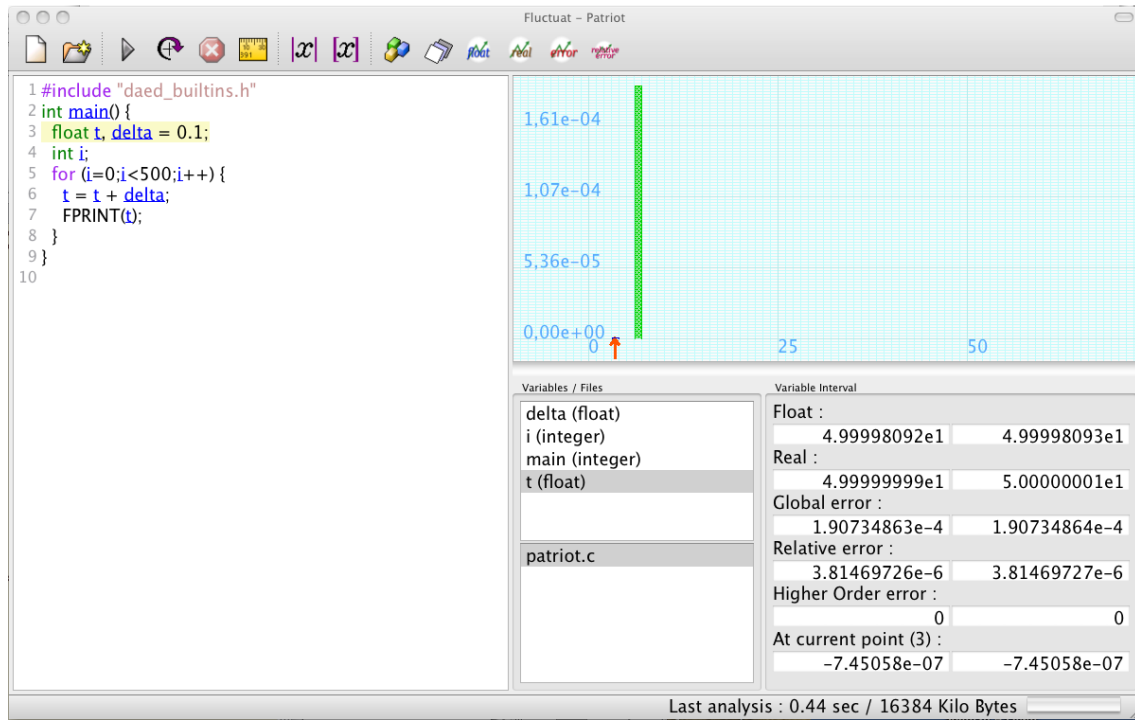 Fluctuat – Patriot
|x| [x] float real error relative error
1 #include "daed_builtins.h"
2 int main() {
3 float t, delta = 0.1;
4 int i;
5 for (i=0;i<500;i++) {
6 t = t + delta;
7 FPRINT(t);
8 }
9 }
10
1,61e-04
1,07e-04
5,36e-05
0,00e+00
0 25 50
Variables / Files
delta (float)
i (integer)
main (integer)
t (float)
patriot.c
Variable Interval
Float :
4.99998092e1 4.99998093e1
Real :
4.99999999e1 5.00000001e1
Global error :
1.90734863e-4 1.90734864e-4
Relative error :
3.81469726e-6 3.81469727e-6
Higher Order error :
0 0
At current point (3) :
-7.45058e-07 -7.45058e-07
Last analysis : 0.44 sec / 16384 Kilo Bytes